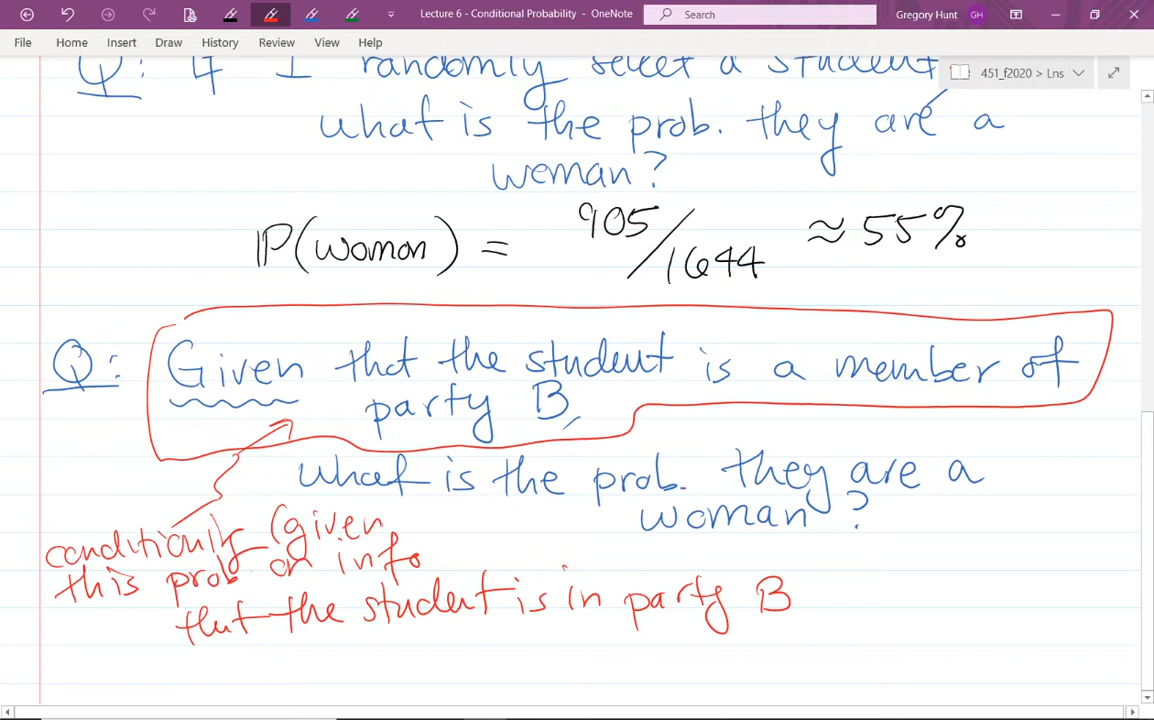 Lecture 6 - Conditional Probability - OneNote
Search
Gregory Hunt
GH
File Home Insert Draw History Review View Help
451_f2020 > Lns
Q: If I randomly select a student,
what is the prob. they are a
woman?
P(woman) = 905/1644 ≈ 55%
Q: Given that the student is a member of
party B,
what is the prob. they are a
woman?
conditionly (given
this prob on info
that the student is in party B